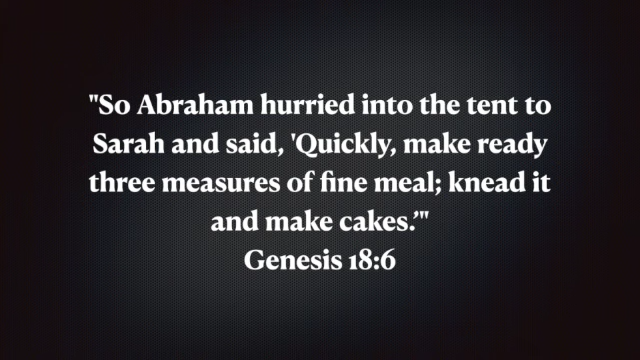 "So Abraham hurried into the tent to
Sarah and said, 'Quickly, make ready
three measures of fine meal; knead it
and make cakes.'"
Genesis 18:6